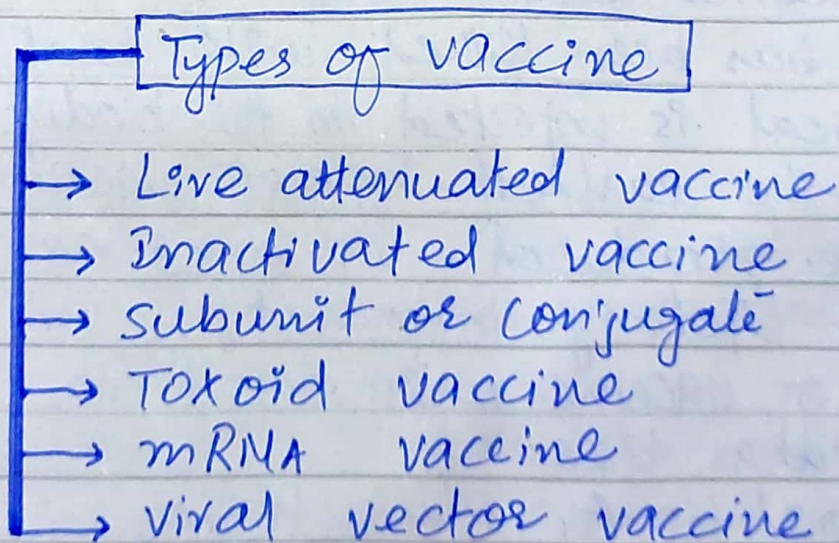 Types of vaccine
→ Live attenuated vaccine
→ Inactivated vaccine
→ Subunit or Conjugate
→ Toxoid vaccine
→ mRNA vaccine
→ Viral vector vaccine